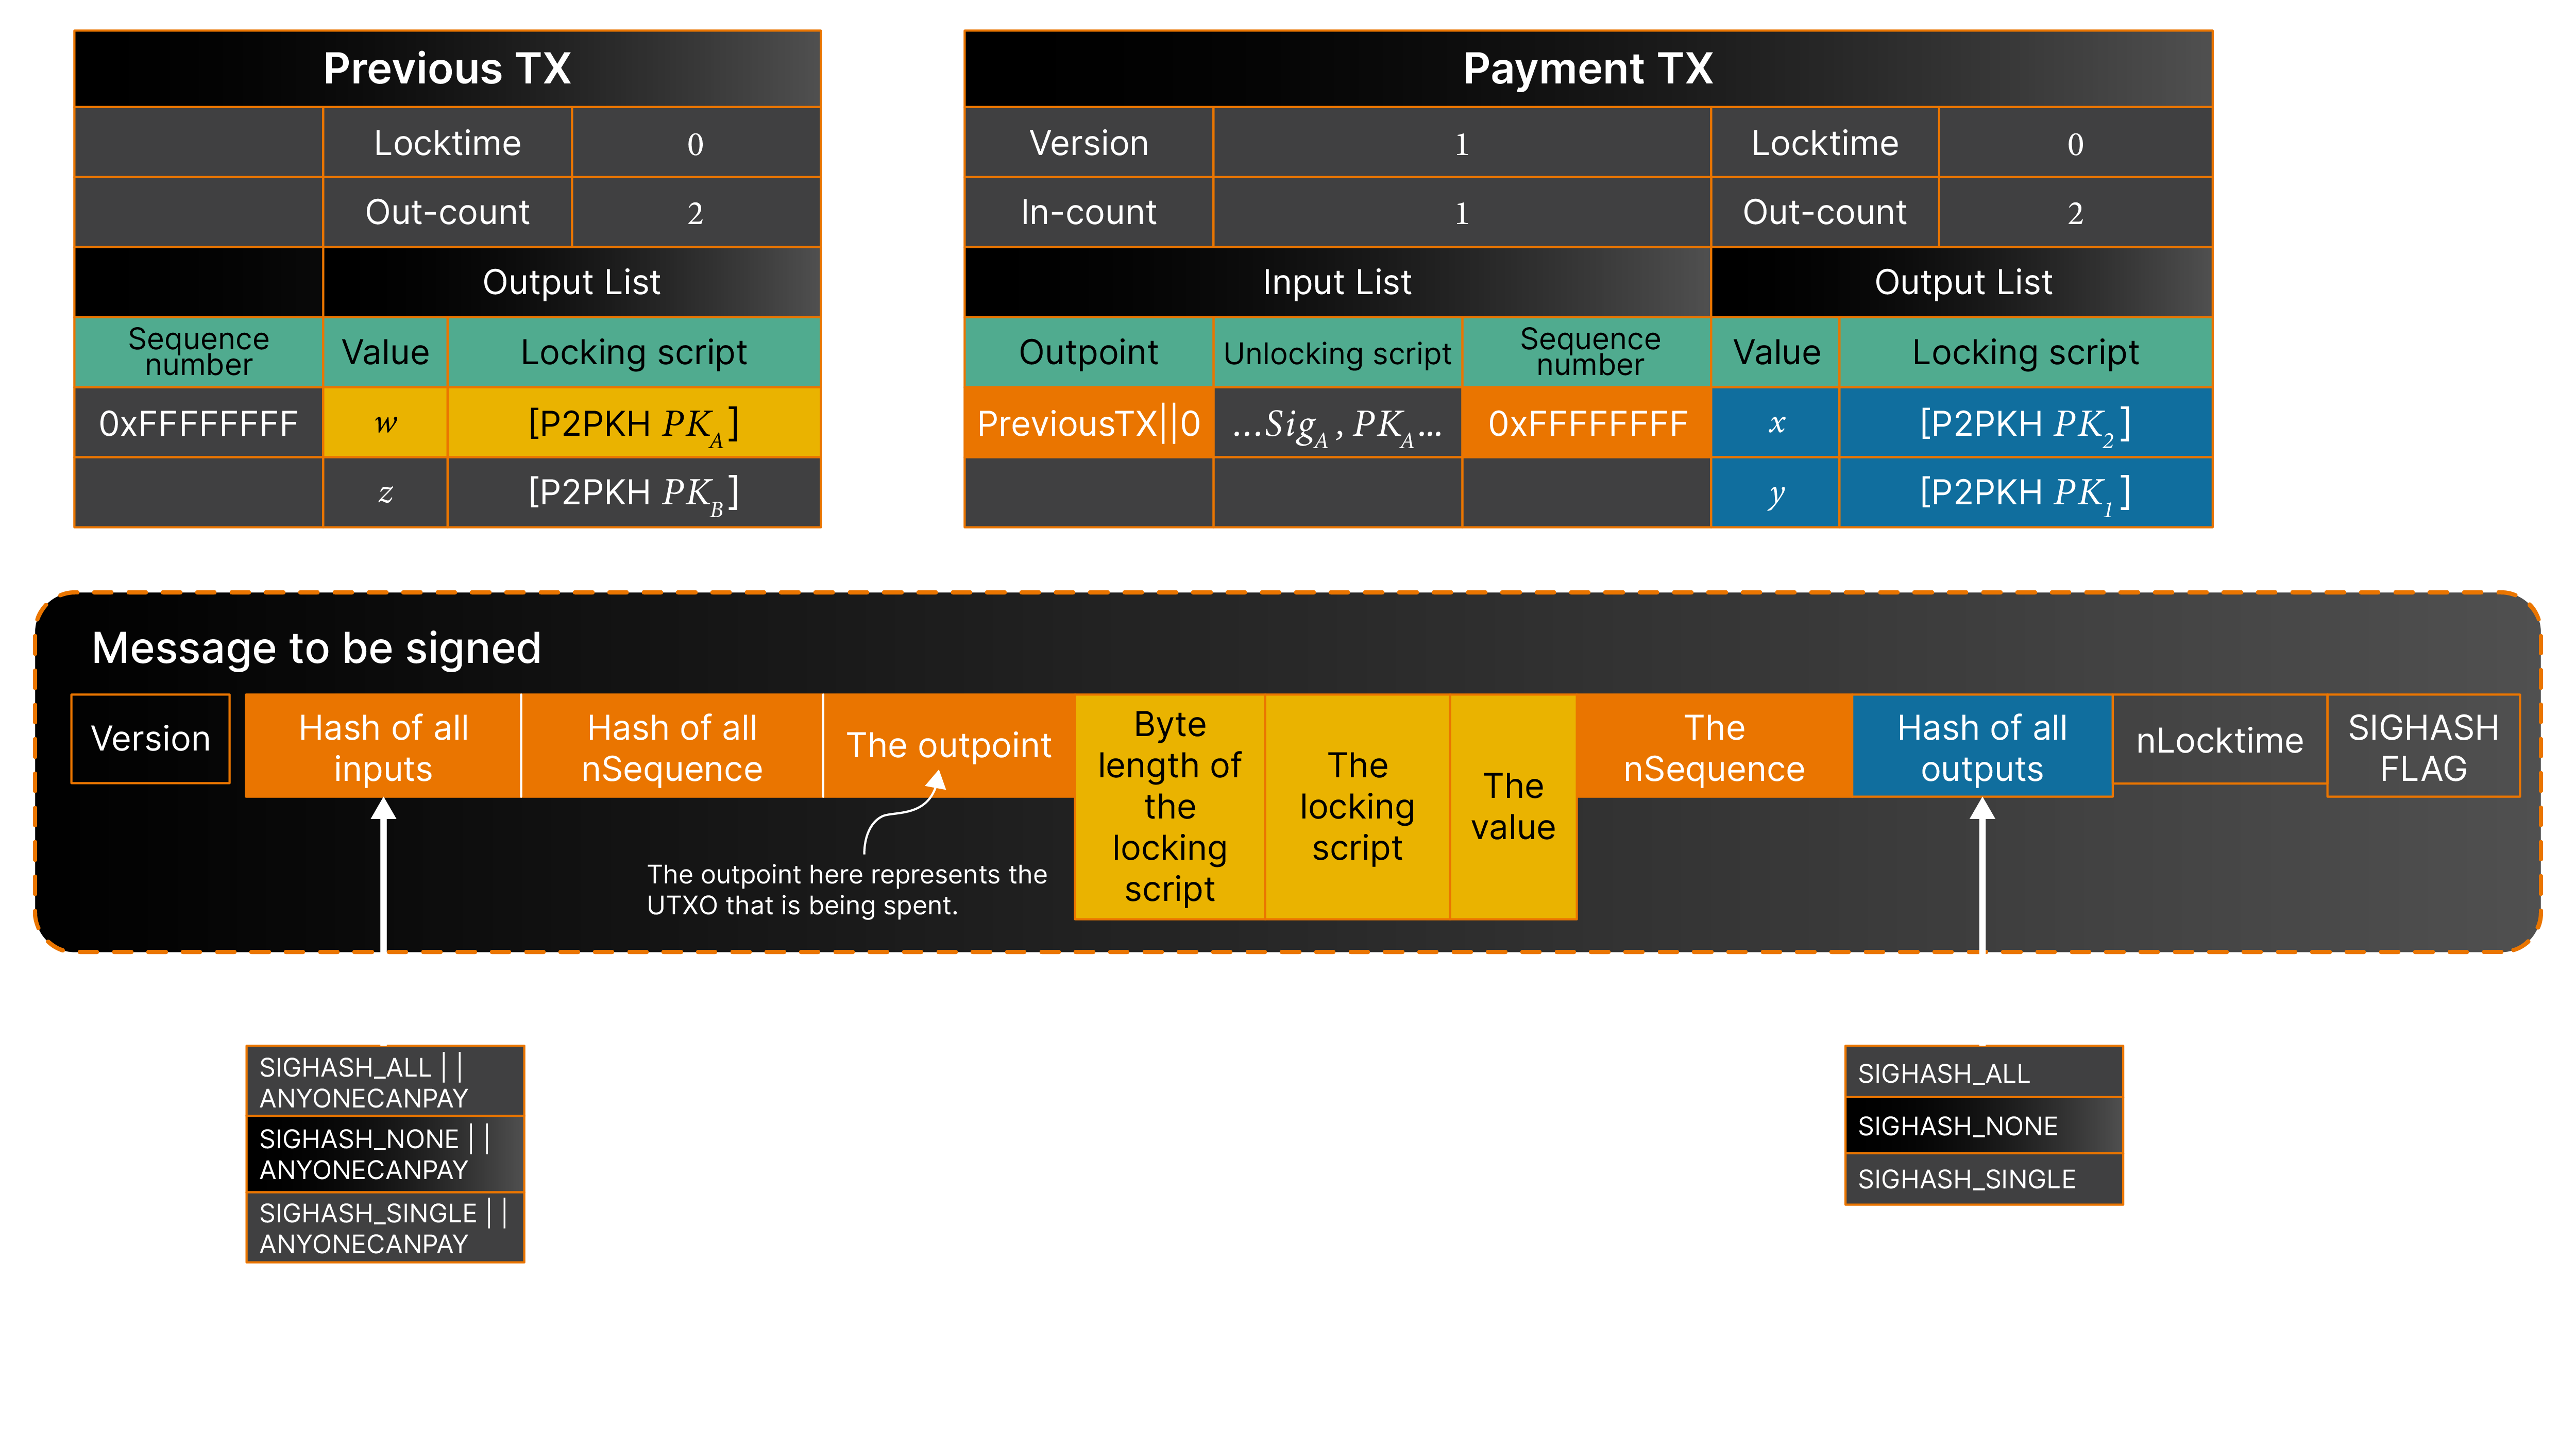 Previous TX
Locktime 0
Out-count 2
Output List
Sequence number Value Locking script
0xFFFFFFFF w [P2PKH PK_A]
z [P2PKH PK_B]
Payment TX
Version 1 Locktime 0
In-count 1 Out-count 2
Input List Output List
Outpoint Unlocking script Sequence number Value Locking script
PreviousTX||0 ...Sig_A, PK_A... 0xFFFFFFFF x [P2PKH PK_2]
y [P2PKH PK_1]
Message to be signed
Version
Hash of all
inputs
Hash of all
nSequence
The outpoint
Byte
length of
the
locking
script
The
locking
script
The
value
The
nSequence
Hash of all
outputs
nLocktime
SIGHASH
FLAG
The outpoint here represents the
UTXO that is being spent.
SIGHASH_ALL ||
ANYONECANPAY
SIGHASH_NONE ||
ANYONECANPAY
SIGHASH_SINGLE ||
ANYONECANPAY
SIGHASH_ALL
SIGHASH_NONE
SIGHASH_SINGLE